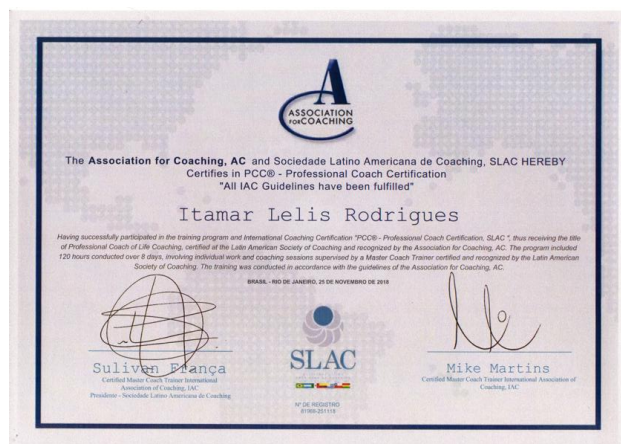 A
ASSOCIATION
FOR COACHING
The Association for Coaching, AC and Sociedade Latino Americana de Coaching, SLAC HEREBY
Certifies in PCC® - Professional Coach Certification
"All IAC Guidelines have been fulfilled"
Itamar Lelis Rodrigues
Having successfully participated in the training program and International Coaching Certification "PCC® - Professional Coach Certification, SLAC ", thus receiving the title
of Professional Coach of Life Coaching, certified at the Latin American Society of Coaching and recognized by the Association for Coaching, AC. The program included
120 hours conducted over 8 days, involving individual work and coaching sessions supervised by a Master Coach Trainer certified and recognized by the Latin American
Society of Coaching. The training was conducted in accordance with the guidelines of the Association for Coaching, AC.
BRASIL - RIO DE JANEIRO, 25 DE NOVEMBRO DE 2018
Sulivan França
Certified Master Coach Trainer International
Association of Coaching, IAC
Presidente - Sociedade Latino Americana de Coaching
SLAC
Nº DE REGISTRO
Mike Martins
Certified Master Coach Trainer International Association of
Coaching, IAC